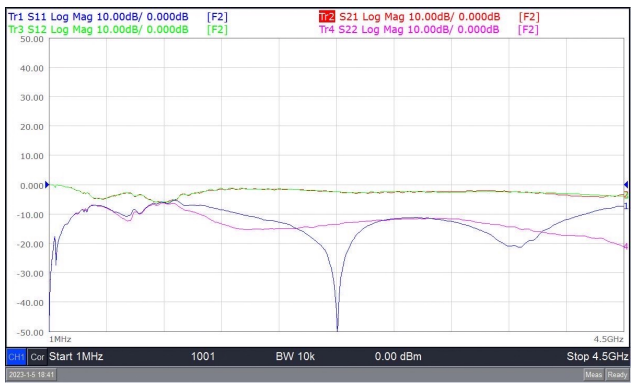 Tr1 S11 Log Mag 10.00dB/ 0.000dB [F2] Tr2 S21 Log Mag 10.00dB/ 0.000dB [F2]
Tr3 S12 Log Mag 10.00dB/ 0.000dB [F2] Tr4 S22 Log Mag 10.00dB/ 0.000dB [F2]
50.00
40.00
30.00
20.00
10.00
0.000
2
-10.00
1
-20.00
4
-30.00
-40.00
-50.00
1MHz 4.5GHz
CH1 Cor Start 1MHz 1001 BW 10k 0.00 dBm Stop 4.5GHz
2023-1-5 18:41 Meas Ready